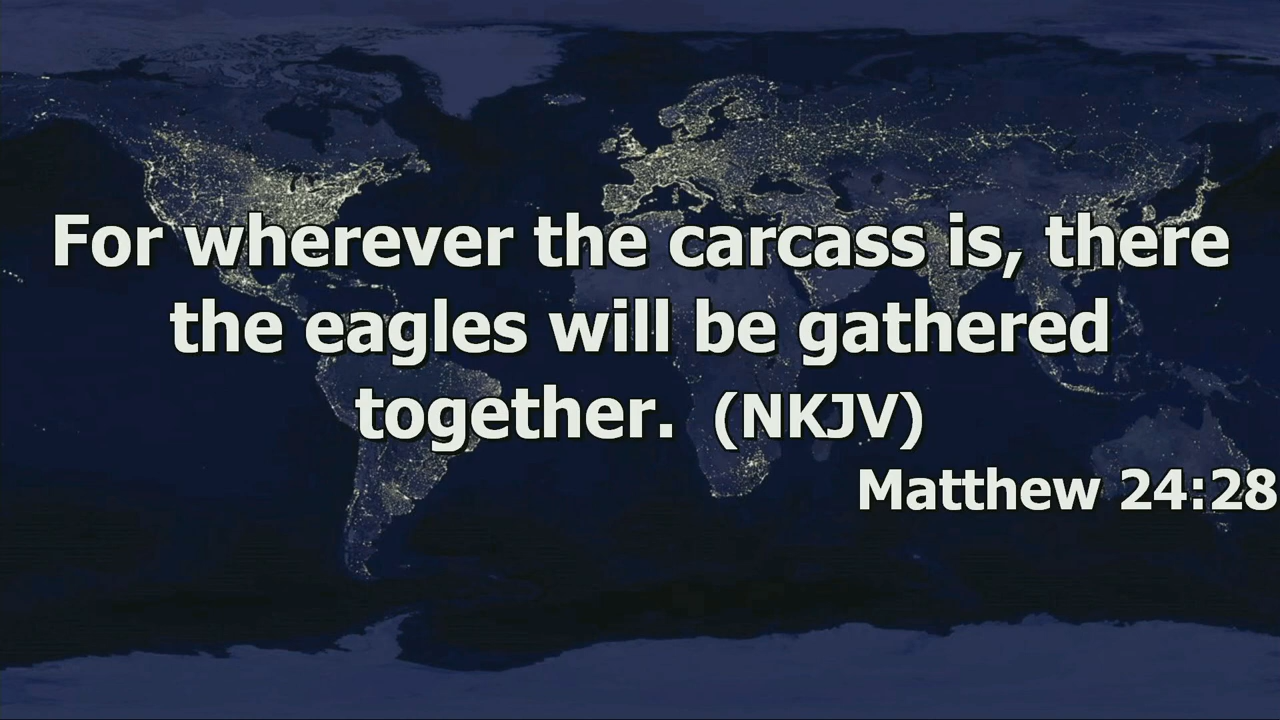 For wherever the carcass is, there
the eagles will be gathered
together. (NKJV)
Matthew 24:28